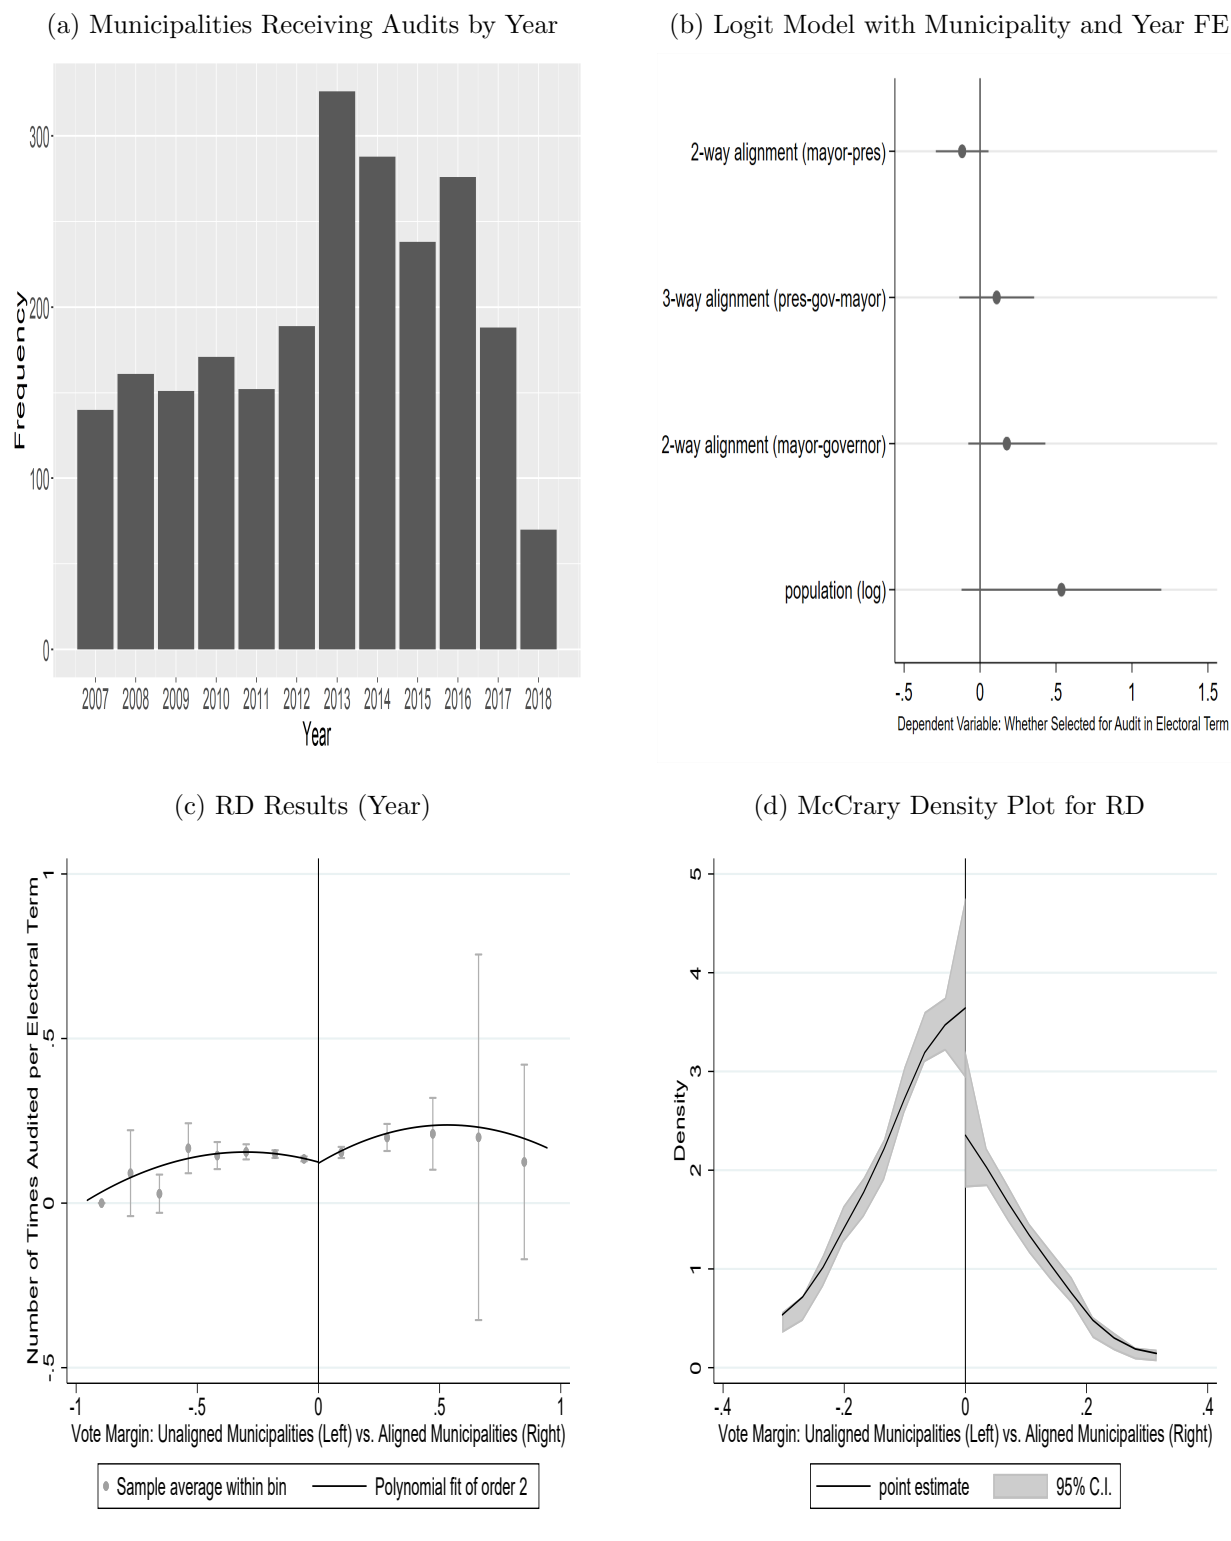 (a) Municipalities Receiving Audits by Year
Frequency
300
200
100
0
2007 2008 2009 2010 2011 2012 2013 2014 2015 2016 2017 2018
Year
(b) Logit Model with Municipality and Year FE
2-way alignment (mayor-pres)
3-way alignment (pres-gov-mayor)
2-way alignment (mayor-governor)
population (log)
-.5 0 .5 1 1.5
Dependent Variable: Whether Selected for Audit in Electoral Term
(c) RD Results (Year)
Number of Times Audited per Electoral Term
1
.5
0
-.5
-1 -.5 0 .5 1
Vote Margin: Unaligned Municipalities (Left) vs. Aligned Municipalities (Right)
Sample average within bin Polynomial fit of order 2
(d) McCrary Density Plot for RD
Density
5
4
3
2
1
0
-.4 -.2 0 .2 .4
Vote Margin: Unaligned Municipalities (Left) vs. Aligned Municipalities (Right)
point estimate 95% C.I.